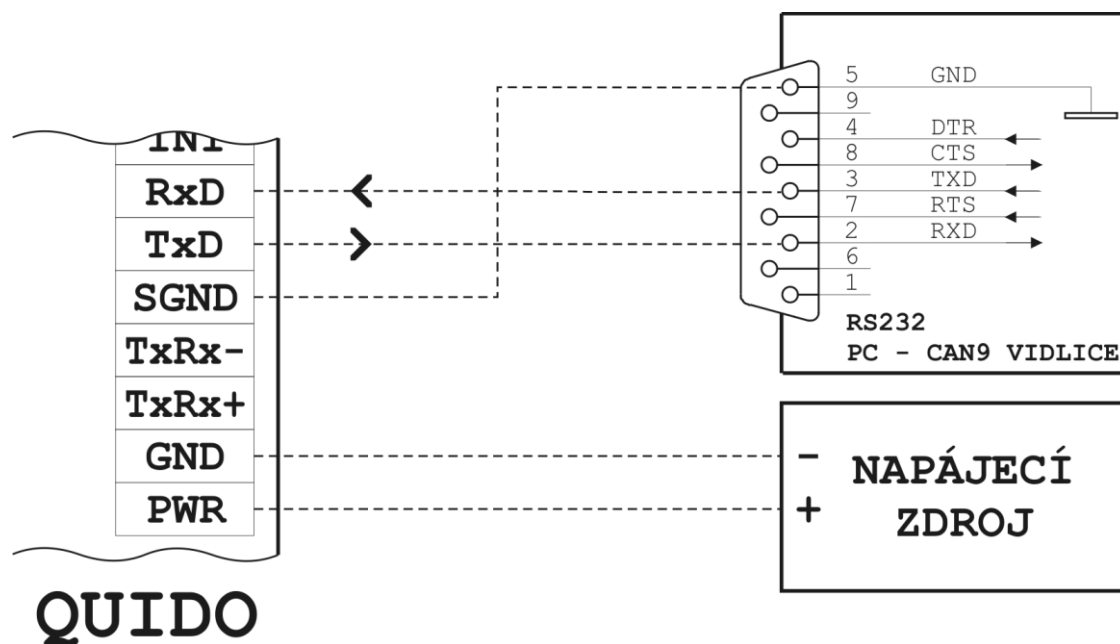 IN1
RxD
TxD
SGND
TxRx-
TxRx+
GND
PWR
QUIDO
5 GND
9
4 DTR
8 CTS
3 TXD
7 RTS
2 RXD
6
1
RS232
PC - CAN9 VIDLICE
- NAPÁJECÍ
+ ZDROJ